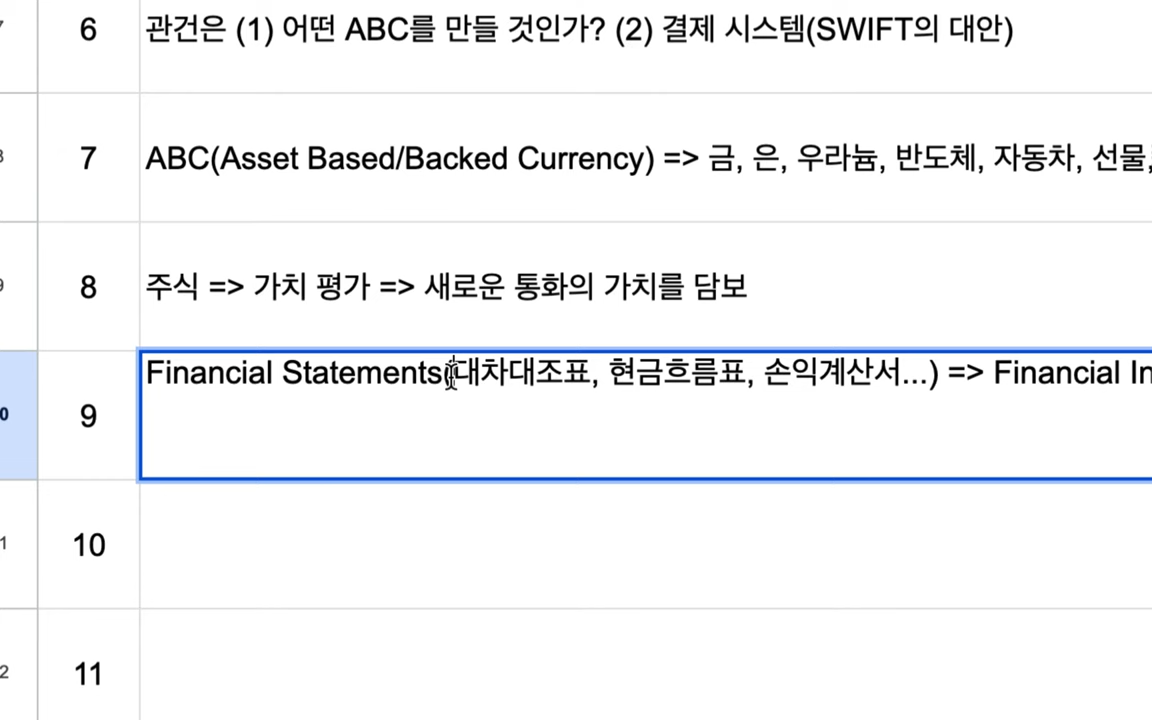 6 관건은 (1) 어떤 ABC를 만들 것인가? (2) 결제 시스템(SWIFT의 대안)
7 ABC(Asset Based/Backed Currency) => 금, 은, 우라늄, 반도체, 자동차, 선물,
8 주식 => 가치 평가 => 새로운 통화의 가치를 담보
9 Financial Statements(대차대조표, 현금흐름표, 손익계산서...) => Financial In
10
11